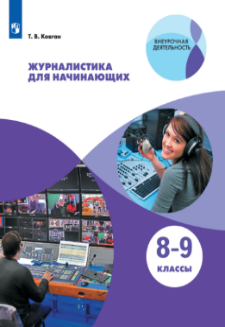 Т. В. Ковган
ВНЕУРОЧНАЯ
ДЕЯТЕЛЬНОСТЬ
ЖУРНАЛИСТИКА
ДЛЯ НАЧИНАЮЩИХ
8–9
КЛАССЫ